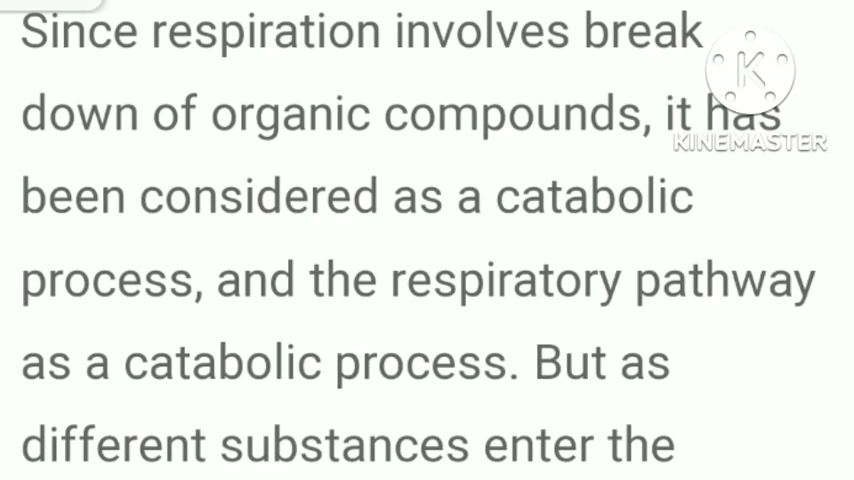 Since respiration involves break
down of organic compounds, it has
KINEMASTER
been considered as a catabolic
process, and the respiratory pathway
as a catabolic process. But as
different substances enter the